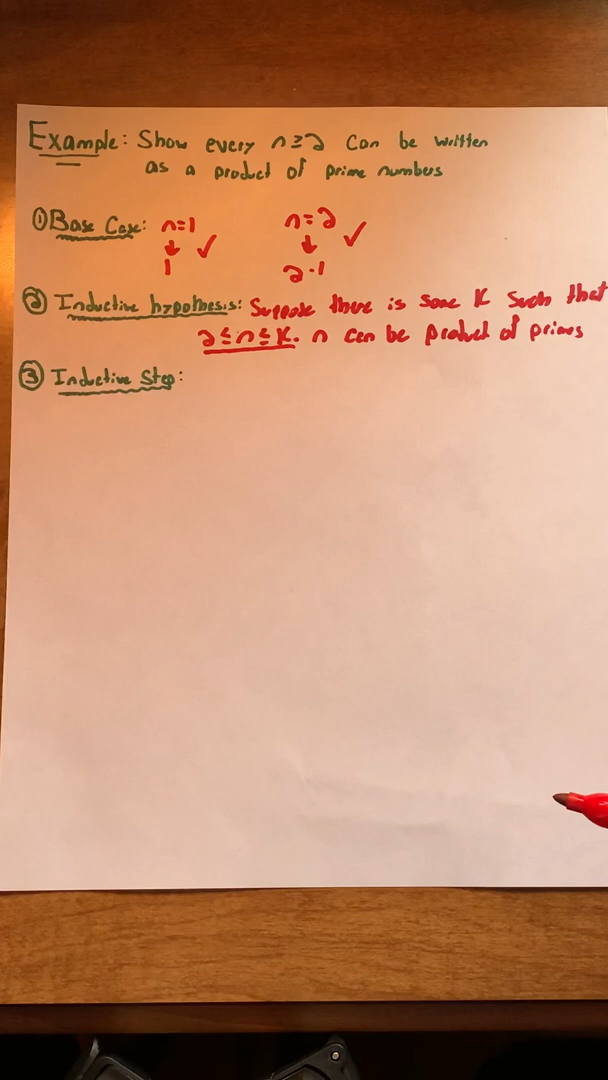 Example: Show every n≥2 can be written
as a product of prime numbers
① Base Case: n=1 n=2
↓ ✓ ↓ ✓
1 2·1
② Inductive hypothesis: Suppose there is some K such that
2≤n≤K. n can be product of primes
③ Inductive Step: